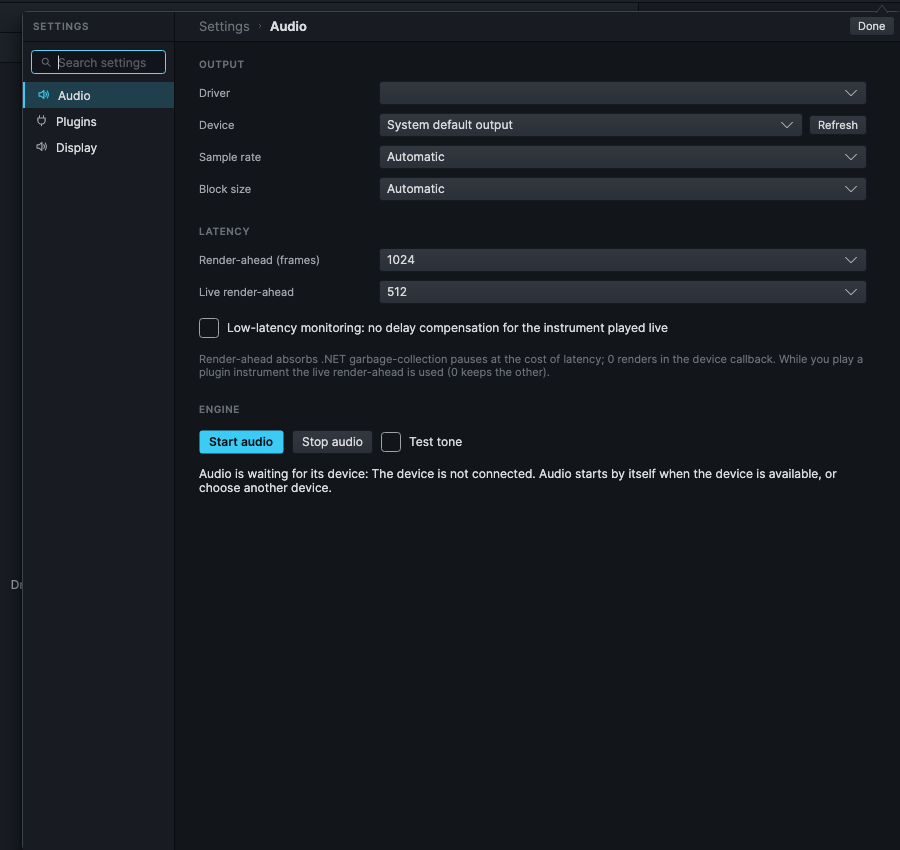 SETTINGS
Settings › Audio
Done
Search settings
Audio
Plugins
Display
OUTPUT
Driver
Device
System default output
Refresh
Sample rate
Automatic
Block size
Automatic
LATENCY
Render-ahead (frames)
1024
Live render-ahead
512
Low-latency monitoring: no delay compensation for the instrument played live
Render-ahead absorbs .NET garbage-collection pauses at the cost of latency; 0 renders in the device callback. While you play a
plugin instrument the live render-ahead is used (0 keeps the other).
ENGINE
Start audio
Stop audio
Test tone
Audio is waiting for its device: The device is not connected. Audio starts by itself when the device is available, or
choose another device.